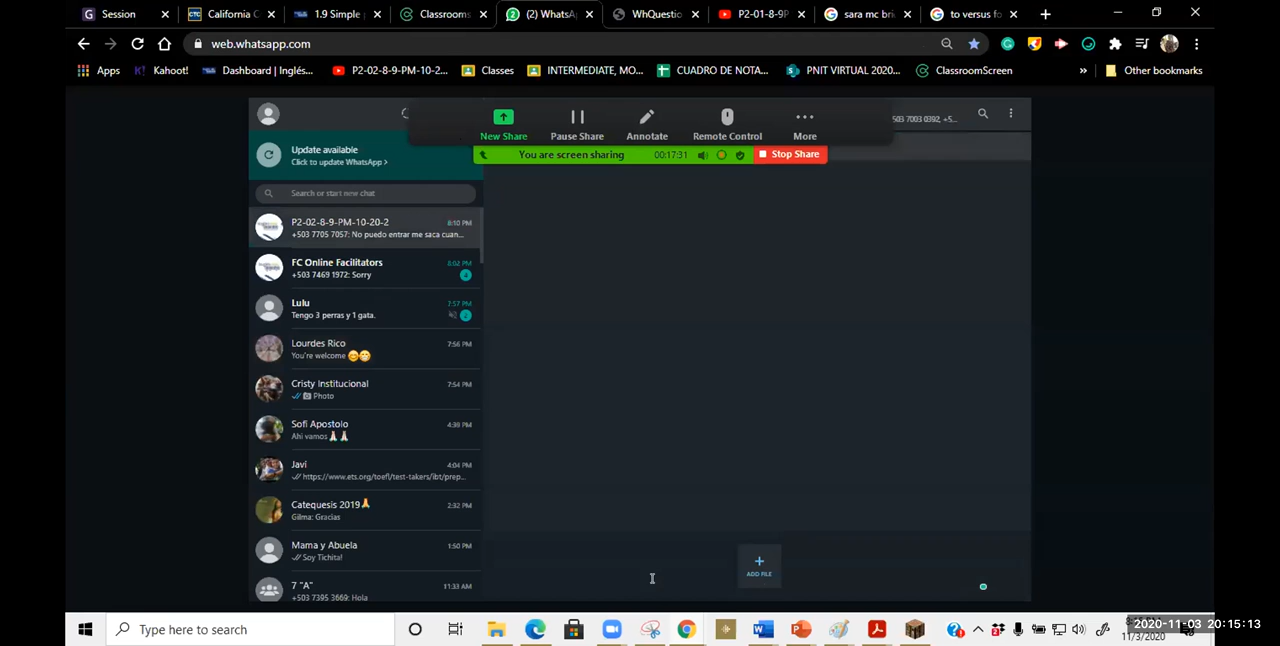 Session
California C
1.9 Simple
Classrooms
(2) WhatsA
WhQuestion
P2-01-8-9P
sara mc bri
to versus fo
web.whatsapp.com
Apps
Kahoot!
Dashboard | Inglés...
P2-02-8-9-PM-10-2...
Classes
INTERMEDIATE, MO...
CUADRO DE NOTA...
PNIT VIRTUAL 2020...
ClassroomScreen
»
Other bookmarks
New Share
Pause Share
Annotate
Remote Control
More
503 7003 0392, +5...
You are screen sharing 00:17:31
Stop Share
Update available
Click to update WhatsApp >
Search or start new chat
P2-02-8-9-PM-10-20-2 8:10 PM
+503 7705 7057: No puedo entrar me saca cuan...
FC Online Facilitators 8:02 PM
+503 7469 1972: Sorry 4
Lulu 7:57 PM
Tengo 3 perras y 1 gata. 2
Lourdes Rico 7:56 PM
You're welcome 😊😁
Cristy Institucional 7:54 PM
Photo
Sofi Apostolo 4:39 PM
Ahi vamos
Javi 4:04 PM
https://www.ets.org/toefl/test-takers/ibt/prep...
Catequesis 2019🙏 2:32 PM
Gilma: Gracias
Mama y Abuela 1:50 PM
Soy Tichita!
7 "A" 11:33 AM
+503 7395 3669: Hola
ADD FILE
Type here to search
2020-11-03 20:15:13
11/3/2020